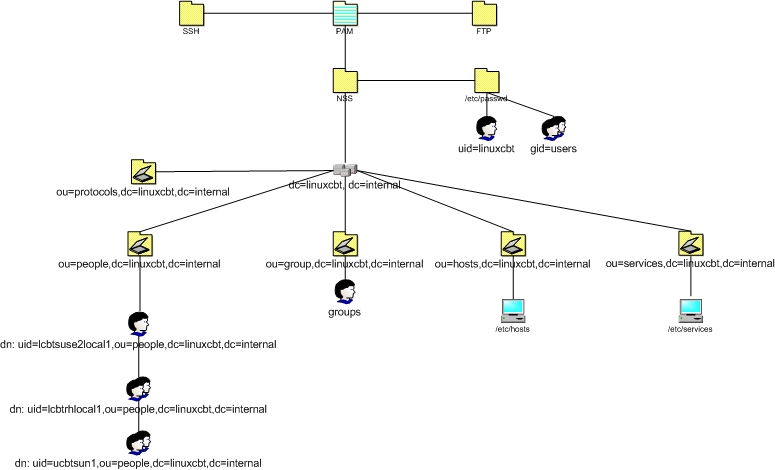 SSH
PAM
FTP
NSS
/etc/passwd
uid=linuxcbt
gid=users
dc=linuxcbt, dc=internal
ou=protocols,dc=linuxcbt,dc=internal
ou=people,dc=linuxcbt,dc=internal
ou=group,dc=linuxcbt,dc=internal
ou=hosts,dc=linuxcbt,dc=internal
ou=services,dc=linuxcbt,dc=internal
groups
/etc/hosts
/etc/services
dn: uid=lcbtsuse2local1,ou=people,dc=linuxcbt,dc=internal
dn: uid=lcbtrhlocal1,ou=people,dc=linuxcbt,dc=internal
dn: uid=ucbtsun1,ou=people,dc=linuxcbt,dc=internal